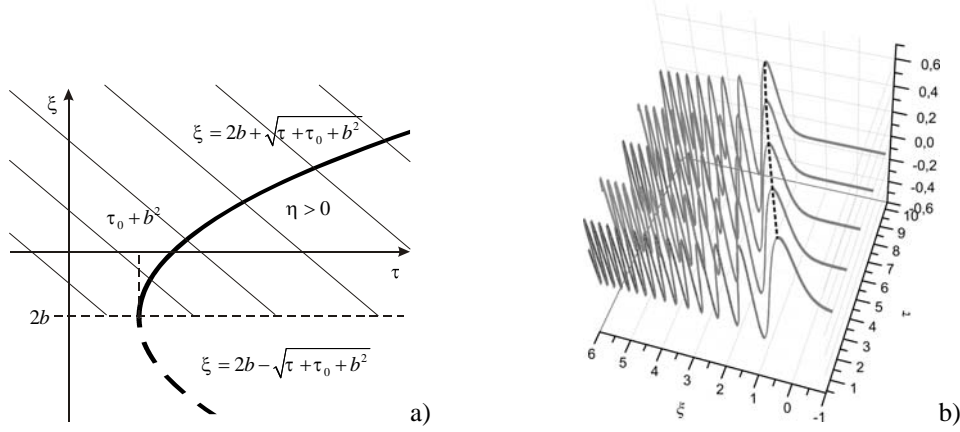 ξ
ξ = 2b + √τ + τ₀ + b²
τ₀ + b²
η > 0
τ
2b
ξ = 2b − √τ + τ₀ + b²
a)
0,6
0,4
0,2
0,0
-0,2
-0,4
-0,6
10
9
8
7
6
5
4
3
2
1
τ
6
5
4
3
2
1
0
-1
ξ
b)